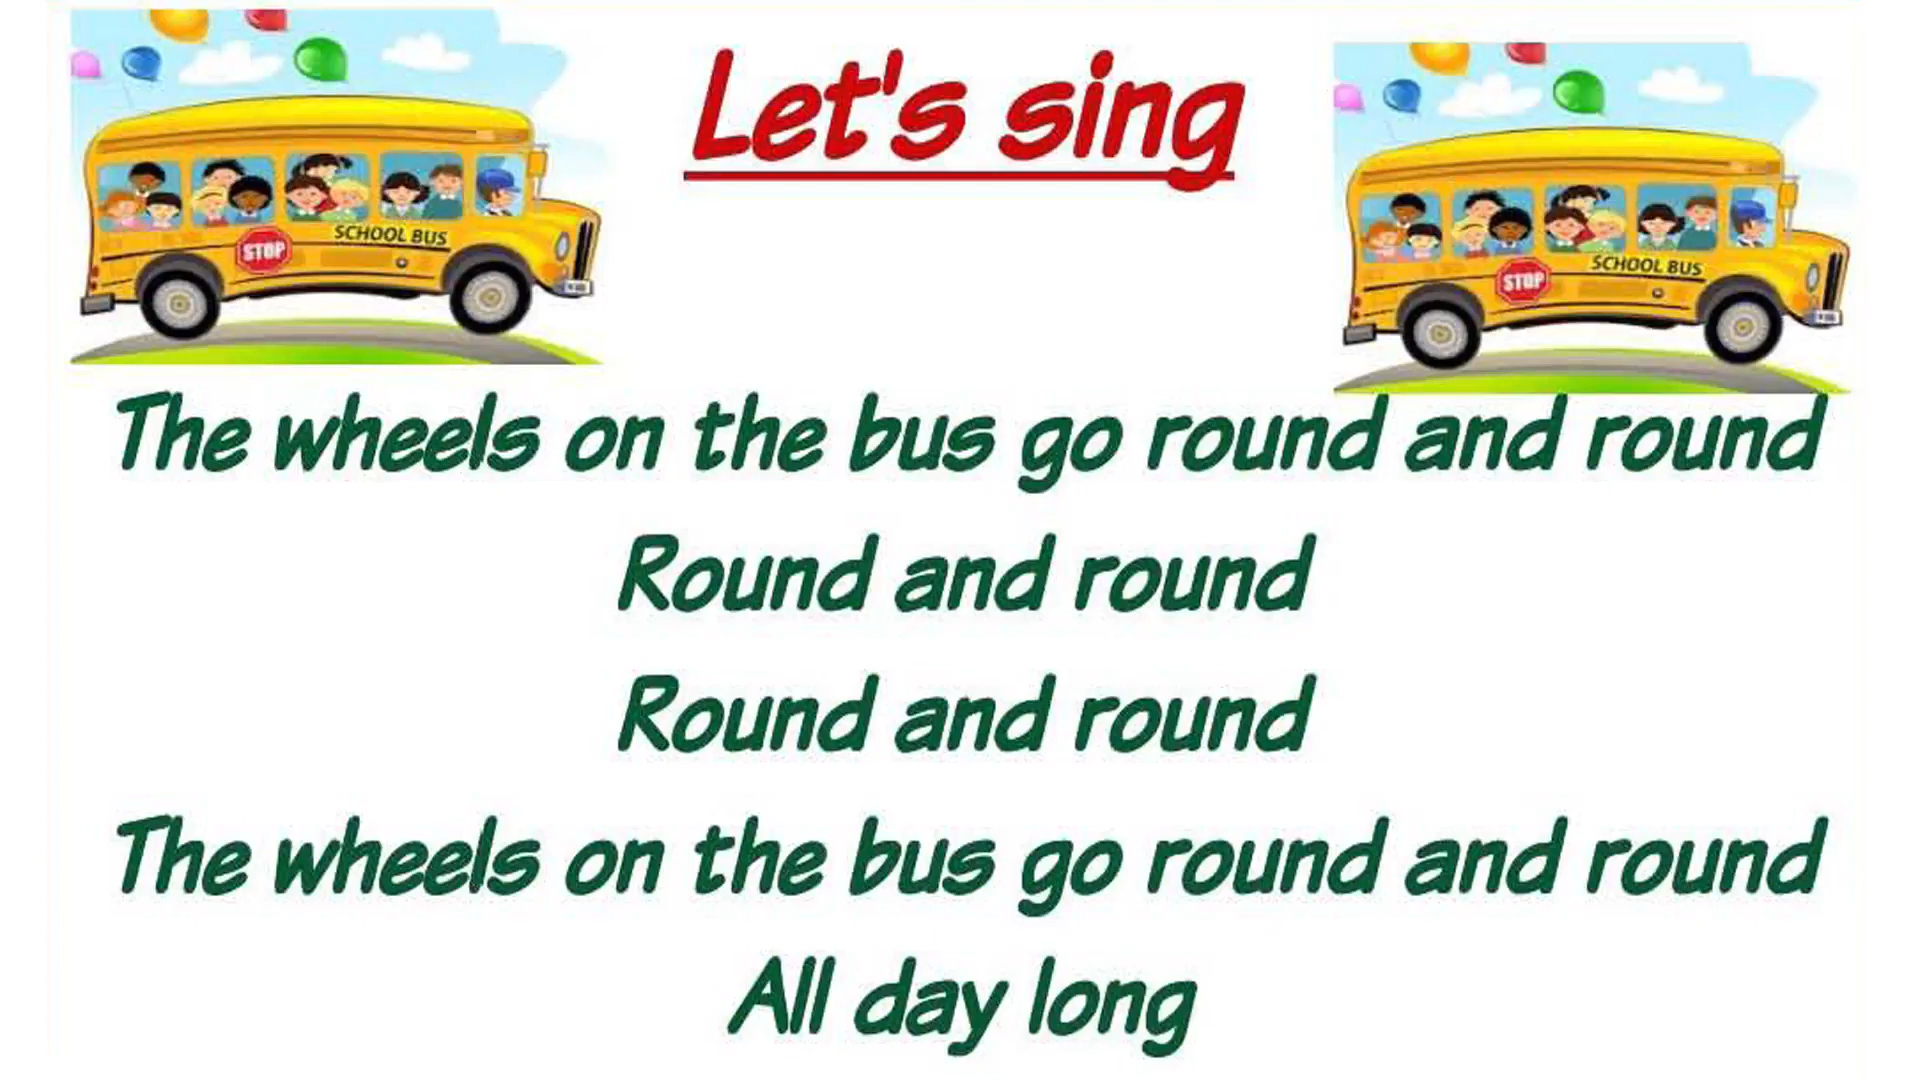 Let's sing
STOP
SCHOOL BUS
STOP
SCHOOL BUS
The wheels on the bus go round and round
Round and round
Round and round
The wheels on the bus go round and round
All day long